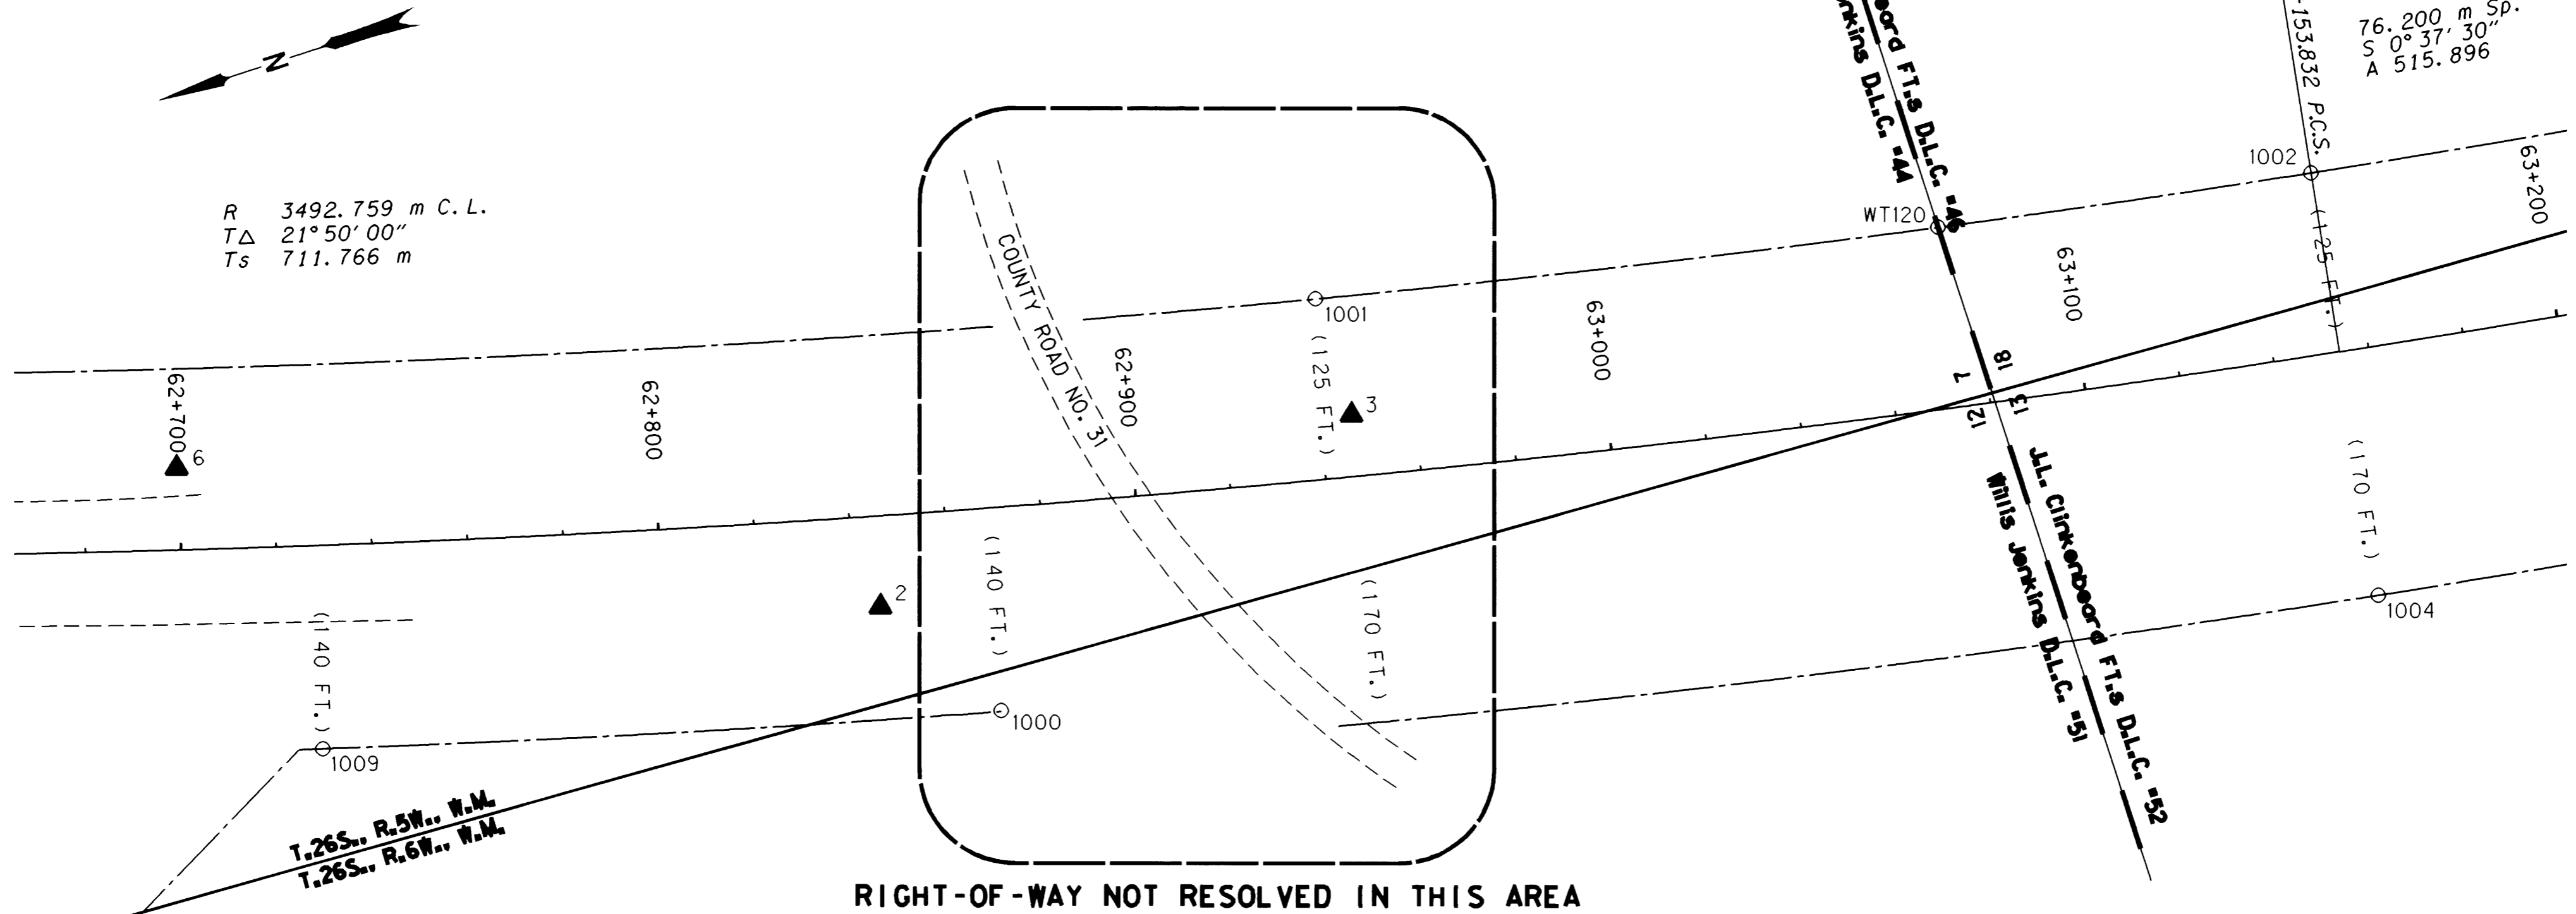 N
R 3492.759 m C.L.
T△ 21°50'00"
Ts 711.766 m
76.200 m Sp.
S 0°37'30"
A 515.896
-153.832 P.C.S.
D.L.C. "44
FT.s D.L.C. "46
1002
63+200
WT120
(125 FT.)
63+100
COUNTY ROAD NO. 31
1001
63+000
(125 FT.)
62+900
3
62+700
62+800
6
18
7
13
12
(140 FT.)
2
(170 FT.)
(170 FT.)
J.L. Clinkenbeard FT.s D.L.C. "52
Willis Jenkins D.L.C. "51
1004
(140 FT.)
1000
1009
T.26S., R.5W., W.M.
T.26S., R.6W., W.M.
RIGHT-OF-WAY NOT RESOLVED IN THIS AREA